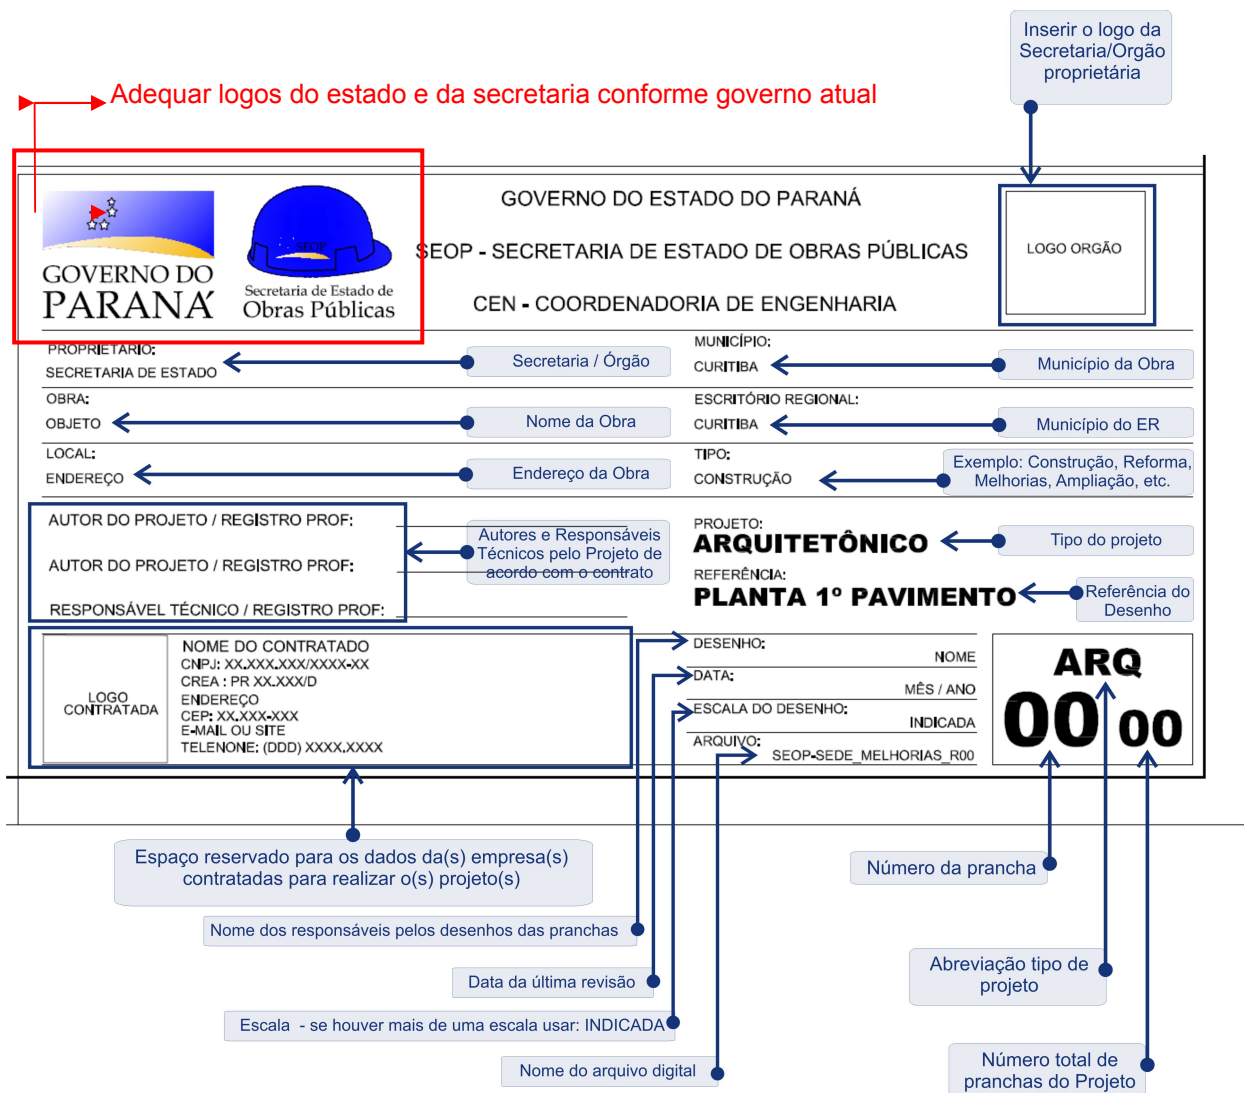 Inserir o logo da
Secretaria/Orgão
proprietária
Adequar logos do estado e da secretaria conforme governo atual
GOVERNO DO
PARANÁ
SEOP
Secretaria de Estado de
Obras Públicas
GOVERNO DO ESTADO DO PARANÁ
SEOP - SECRETARIA DE ESTADO DE OBRAS PÚBLICAS
CEN - COORDENADORIA DE ENGENHARIA
LOGO ORGÃO
PROPRIETÁRIO:
SECRETARIA DE ESTADO
Secretaria / Órgão
MUNICÍPIO:
CURITIBA
Município da Obra
OBRA:
OBJETO
Nome da Obra
ESCRITÓRIO REGIONAL:
CURITIBA
Município do ER
LOCAL:
ENDEREÇO
Endereço da Obra
TIPO:
CONSTRUÇÃO
Exemplo: Construção, Reforma,
Melhorias, Ampliação, etc.
AUTOR DO PROJETO / REGISTRO PROF:
AUTOR DO PROJETO / REGISTRO PROF:
RESPONSÁVEL TÉCNICO / REGISTRO PROF:
Autores e Responsáveis
Técnicos pelo Projeto de
acordo com o contrato
PROJETO:
ARQUITETÔNICO
Tipo do projeto
REFERÊNCIA:
PLANTA 1º PAVIMENTO
Referência do
Desenho
LOGO
CONTRATADA
NOME DO CONTRATADO
CNPJ: XX.XXX.XXX/XXXX-XX
CREA : PR XX.XXX/D
ENDEREÇO
CEP: XX.XXX-XXX
E-MAIL OU SITE
TELENONE: (DDD) XXXX.XXXX
DESENHO:
NOME
DATA:
MÊS / ANO
ESCALA DO DESENHO:
INDICADA
ARQUIVO:
SEOP-SEDE_MELHORIAS_R00
ARQ
00 00
Espaço reservado para os dados da(s) empresa(s)
contratadas para realizar o(s) projeto(s)
Número da prancha
Nome dos responsáveis pelos desenhos das pranchas
Data da última revisão
Abreviação tipo de
projeto
Escala - se houver mais de uma escala usar: INDICADA
Nome do arquivo digital
Número total de
pranchas do Projeto